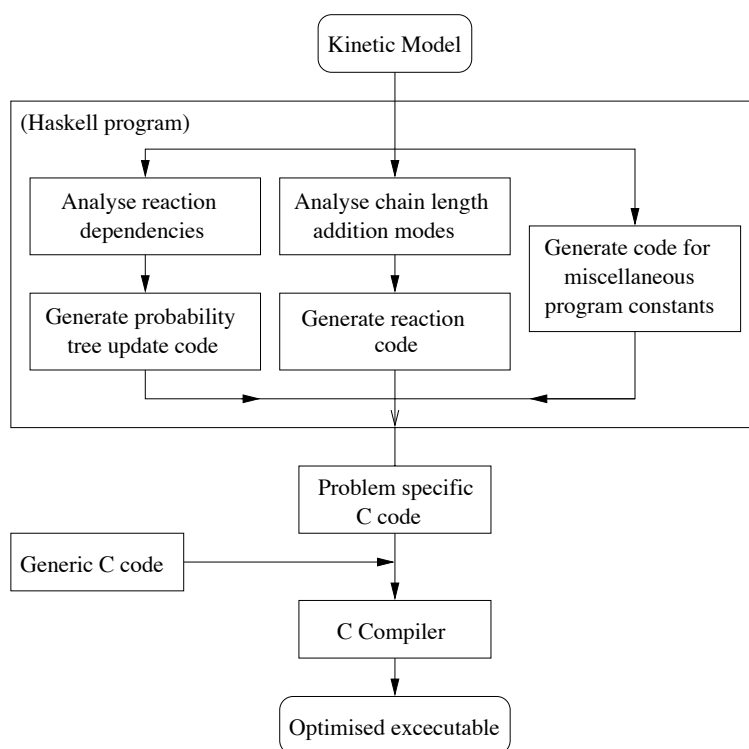 Kinetic Model
(Haskell program)
Analyse reaction
dependencies
Analyse chain length
addition modes
Generate code for
miscellaneous
program constants
Generate probability
tree update code
Generate reaction
code
Problem specific
C code
Generic C code
C Compiler
Optimised excecutable